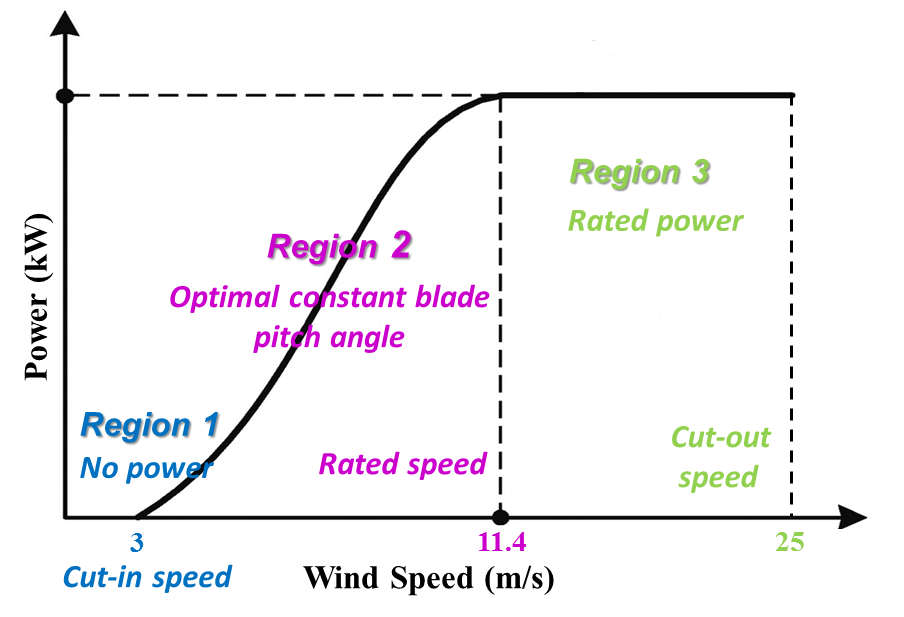 Region 3
Rated power
Region 2
Optimal constant blade
pitch angle
Power (kW)
Region 1
No power
Rated speed
Cut-out
speed
3
11.4
25
Cut-in speed
Wind Speed (m/s)